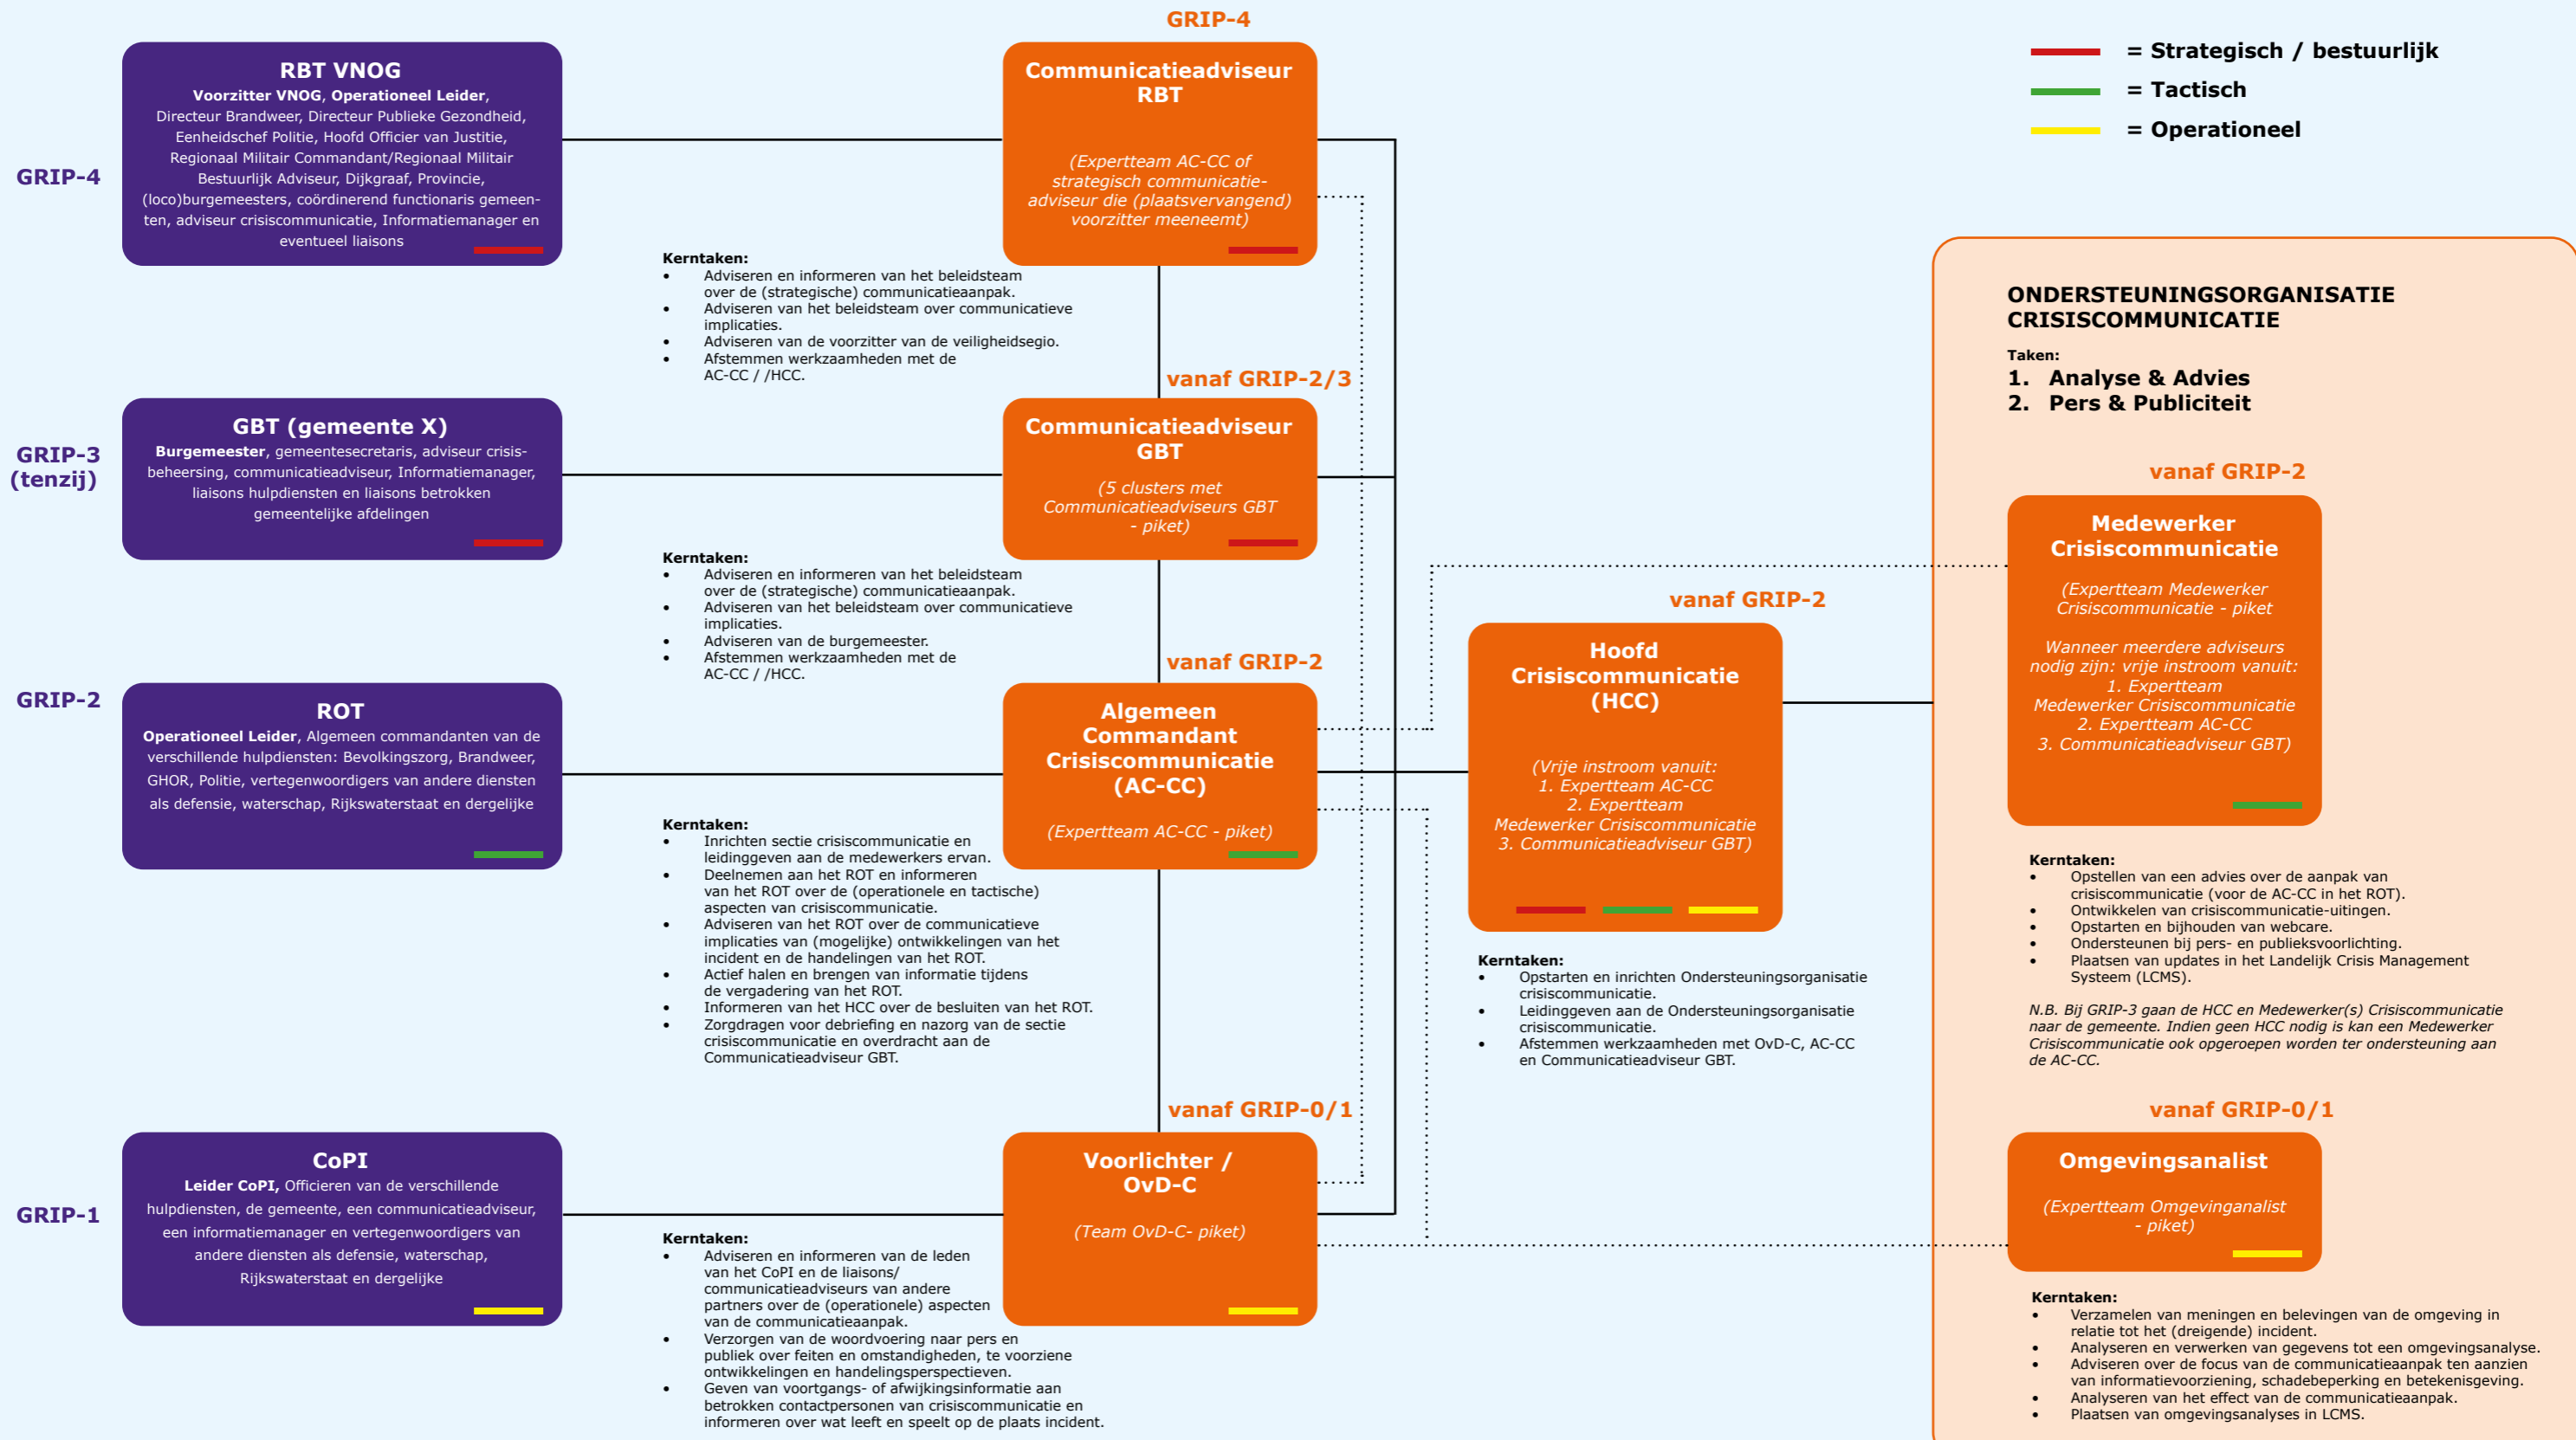 GRIP-4
= Strategisch / bestuurlijk
= Tactisch
= Operationeel
GRIP-4
RBT VNOG
Voorzitter VNOG, Operationeel Leider,
Directeur Brandweer, Directeur Publieke Gezondheid,
Eenheidschef Politie, Hoofd Officier van Justitie,
Regionaal Militair Commandant/Regionaal Militair
Bestuurlijk Adviseur, Dijkgraaf, Provincie,
(loco)burgemeesters, coördinerend functionaris gemeen-
ten, adviseur crisiscommunicatie, Informatiemanager en
eventueel liaisons
Communicatieadviseur
RBT
(Expertteam AC-CC of
strategisch communicatie-
adviseur die (plaatsvervangend)
voorzitter meeneemt)
Kerntaken:
• Adviseren en informeren van het beleidsteam
over de (strategische) communicatieaanpak.
• Adviseren van het beleidsteam over communicatieve
implicaties.
• Adviseren van de voorzitter van de veiligheidsegio.
• Afstemmen werkzaamheden met de
AC-CC / /HCC.
GRIP-3
(tenzij)
GBT (gemeente X)
Burgemeester, gemeentesecretaris, adviseur crisis-
beheersing, communicatieadviseur, Informatiemanager,
liaisons hulpdiensten en liaisons betrokken
gemeentelijke afdelingen
vanaf GRIP-2/3
Communicatieadviseur
GBT
(5 clusters met
Communicatieadviseurs GBT
- piket)
Kerntaken:
• Adviseren en informeren van het beleidsteam
over de (strategische) communicatieaanpak.
• Adviseren van het beleidsteam over communicatieve
implicaties.
• Adviseren van de burgemeester.
• Afstemmen werkzaamheden met de
AC-CC / /HCC.
GRIP-2
ROT
Operationeel Leider, Algemeen commandanten van de
verschillende hulpdiensten: Bevolkingszorg, Brandweer,
GHOR, Politie, vertegenwoordigers van andere diensten
als defensie, waterschap, Rijkswaterstaat en dergelijke
vanaf GRIP-2
Algemeen
Commandant
Crisiscommunicatie
(AC-CC)
(Expertteam AC-CC - piket)
Kerntaken:
• Inrichten sectie crisiscommunicatie en
leidinggeven aan de medewerkers ervan.
• Deelnemen aan het ROT en informeren
van het ROT over de (operationele en tactische)
aspecten van crisiscommunicatie.
• Adviseren van het ROT over de communicatieve
implicaties van (mogelijke) ontwikkelingen van het
incident en de handelingen van het ROT.
• Actief halen en brengen van informatie tijdens
de vergadering van het ROT.
• Informeren van het HCC over de besluiten van het ROT.
• Zorgdragen voor debriefing en nazorg van de sectie
crisiscommunicatie en overdracht aan de
Communicatieadviseur GBT.
GRIP-1
CoPI
Leider CoPI, Officieren van de verschillende
hulpdiensten, de gemeente, een communicatieadviseur,
een informatiemanager en vertegenwoordigers van
andere diensten als defensie, waterschap,
Rijkswaterstaat en dergelijke
vanaf GRIP-0/1
Voorlichter /
OvD-C
(Team OvD-C- piket)
Kerntaken:
• Adviseren en informeren van de leden
van het CoPI en de liaisons/
communicatieadviseurs van andere
partners over de (operationele) aspecten
van de communicatieaanpak.
• Verzorgen van de woordvoering naar pers en
publiek over feiten en omstandigheden, te voorziene
ontwikkelingen en handelingsperspectieven.
• Geven van voortgangs- of afwijkingsinformatie aan
betrokken contactpersonen van crisiscommunicatie en
informeren over wat leeft en speelt op de plaats incident.
vanaf GRIP-2
Hoofd
Crisiscommunicatie
(HCC)
(Vrije instroom vanuit:
1. Expertteam AC-CC
2. Expertteam
Medewerker Crisiscommunicatie
3. Communicatieadviseur GBT)
Kerntaken:
• Opstarten en inrichten Ondersteuningsorganisatie
crisiscommunicatie.
• Leidinggeven aan de Ondersteuningsorganisatie
crisiscommunicatie.
• Afstemmen werkzaamheden met OvD-C, AC-CC
en Communicatieadviseur GBT.
ONDERSTEUNINGSORGANISATIE
CRISISCOMMUNICATIE
Taken:
1. Analyse & Advies
2. Pers & Publiciteit
vanaf GRIP-2
Medewerker
Crisiscommunicatie
(Expertteam Medewerker
Crisiscommunicatie - piket
Wanneer meerdere adviseurs
nodig zijn: vrije instroom vanuit:
1. Expertteam
Medewerker Crisiscommunicatie
2. Expertteam AC-CC
3. Communicatieadviseur GBT)
Kerntaken:
• Opstellen van een advies over de aanpak van
crisiscommunicatie (voor de AC-CC in het ROT).
• Ontwikkelen van crisiscommunicatie-uitingen.
• Opstarten en bijhouden van webcare.
• Ondersteunen bij pers- en publieksvoorlichting.
• Plaatsen van updates in het Landelijk Crisis Management
Systeem (LCMS).
N.B. Bij GRIP-3 gaan de HCC en Medewerker(s) Crisiscommunicatie
naar de gemeente. Indien geen HCC nodig is kan een Medewerker
Crisiscommunicatie ook opgeroepen worden ter ondersteuning aan
de AC-CC.
vanaf GRIP-0/1
Omgevingsanalist
(Expertteam Omgevinganalist
- piket)
Kerntaken:
• Verzamelen van meningen en belevingen van de omgeving in
relatie tot het (dreigende) incident.
• Analyseren en verwerken van gegevens tot een omgevingsanalyse.
• Adviseren over de focus van de communicatieaanpak ten aanzien
van informatievoorziening, schadebeperking en betekenisgeving.
• Analyseren van het effect van de communicatieaanpak.
• Plaatsen van omgevingsanalyses in LCMS.